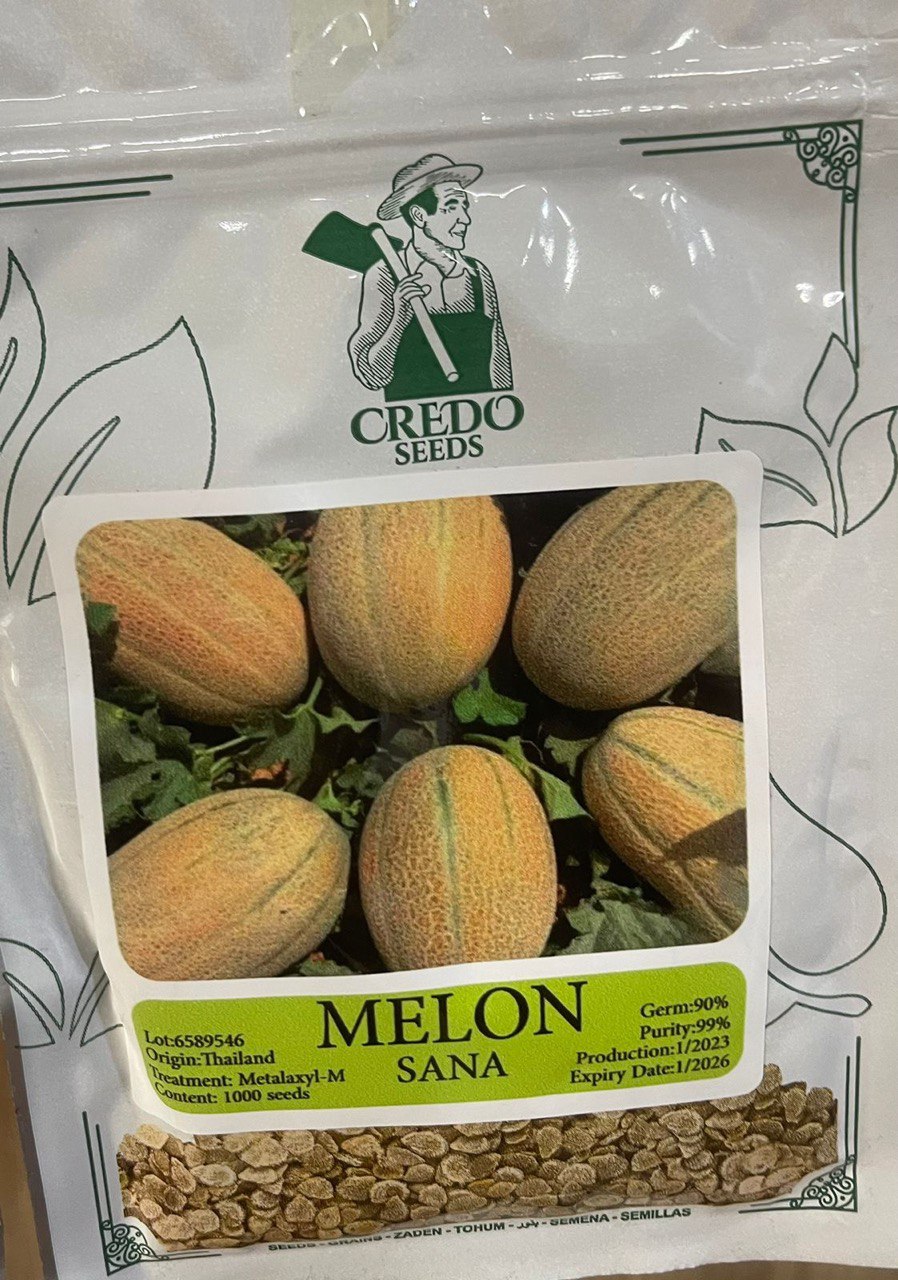 CREDO
SEEDS
MELON
SANA
Lot:6589546
Origin:Thailand
Treatment: Metalaxyl-M
Content: 1000 seeds
Germ:90%
Purity:99%
Production:1/2023
Expiry Date:1/2026
SEEDS - GRAINS - ZADEN - TOHUM - بذر - SEMENA - SEMILLAS